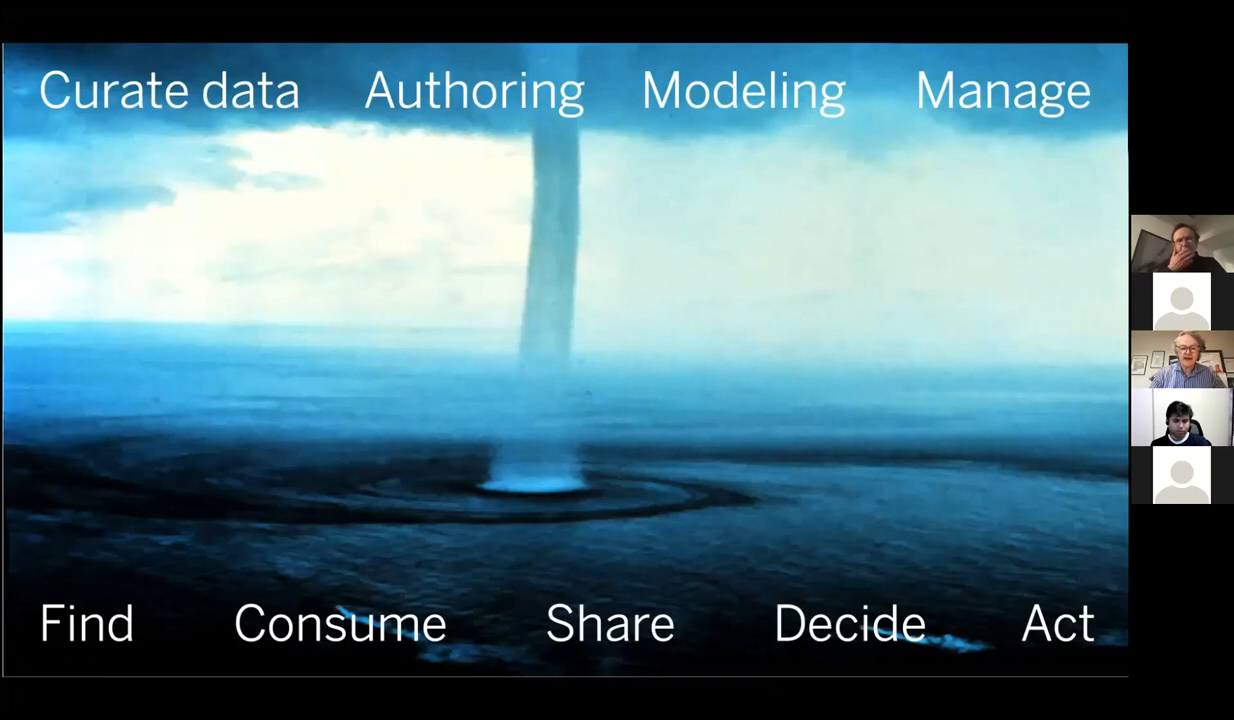 Curate data Authoring Modeling Manage
Find Consume Share Decide Act